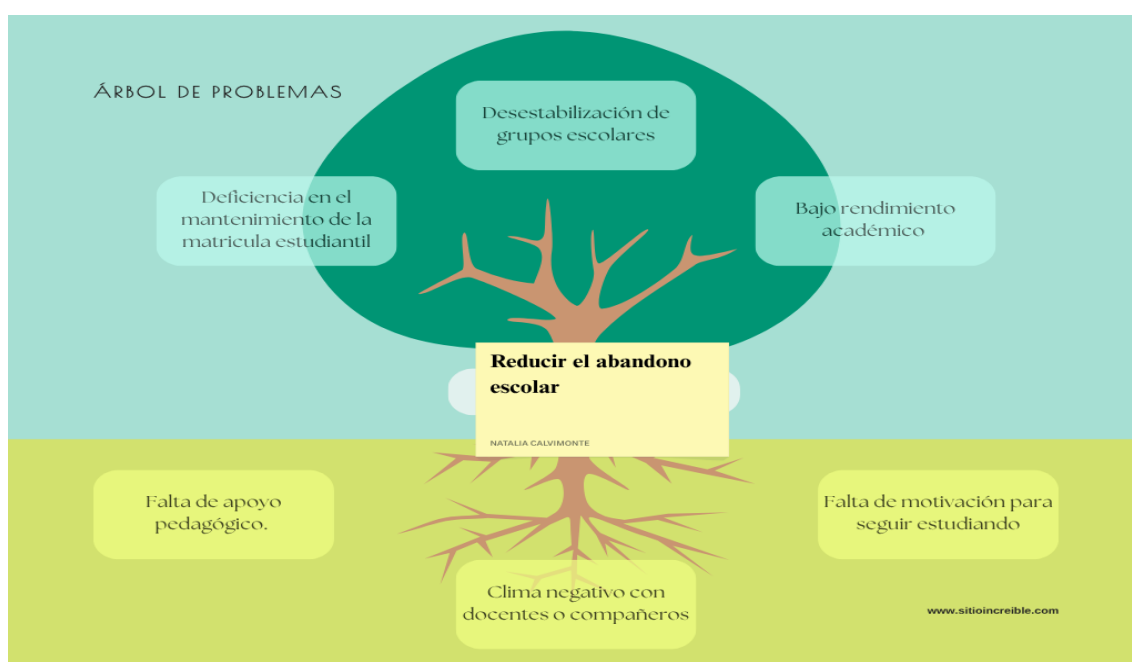 ÁRBOL DE PROBLEMAS
Desestabilización de
grupos escolares
Deficiencia en el
mantenimiento de la
matricula estudiantil
Bajo rendimiento
académico
Reducir el abandono
escolar
NATALIA CALVIMONTE
Falta de apoyo
pedagógico.
Falta de motivación para
seguir estudiando
Clima negativo con
docentes o compañeros
www.sitioincreible.com